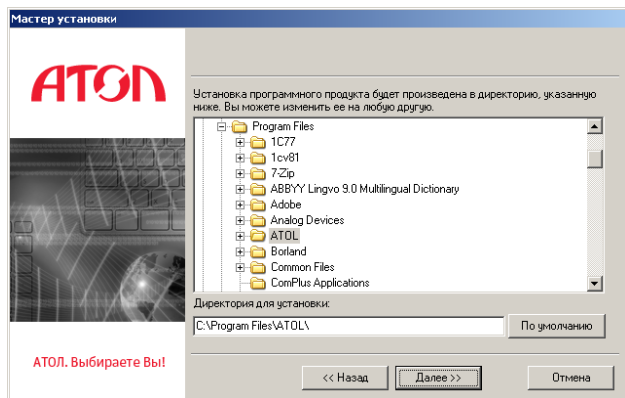 Мастер установки
АТОЛ
Установка программного продукта будет произведена в директорию, указанную
ниже. Вы можете изменить ее на любую другую.
Program Files
1C77
1cv81
7-Zip
ABBYY Lingvo 9.0 Multilingual Dictionary
Adobe
Analog Devices
ATOL
Borland
Common Files
ComPlus Applications
Директория для установки:
C:\Program Files\ATOL\
По умолчанию
АТОЛ. Выбираете Вы!
<< Назад
Далее >>
Отмена